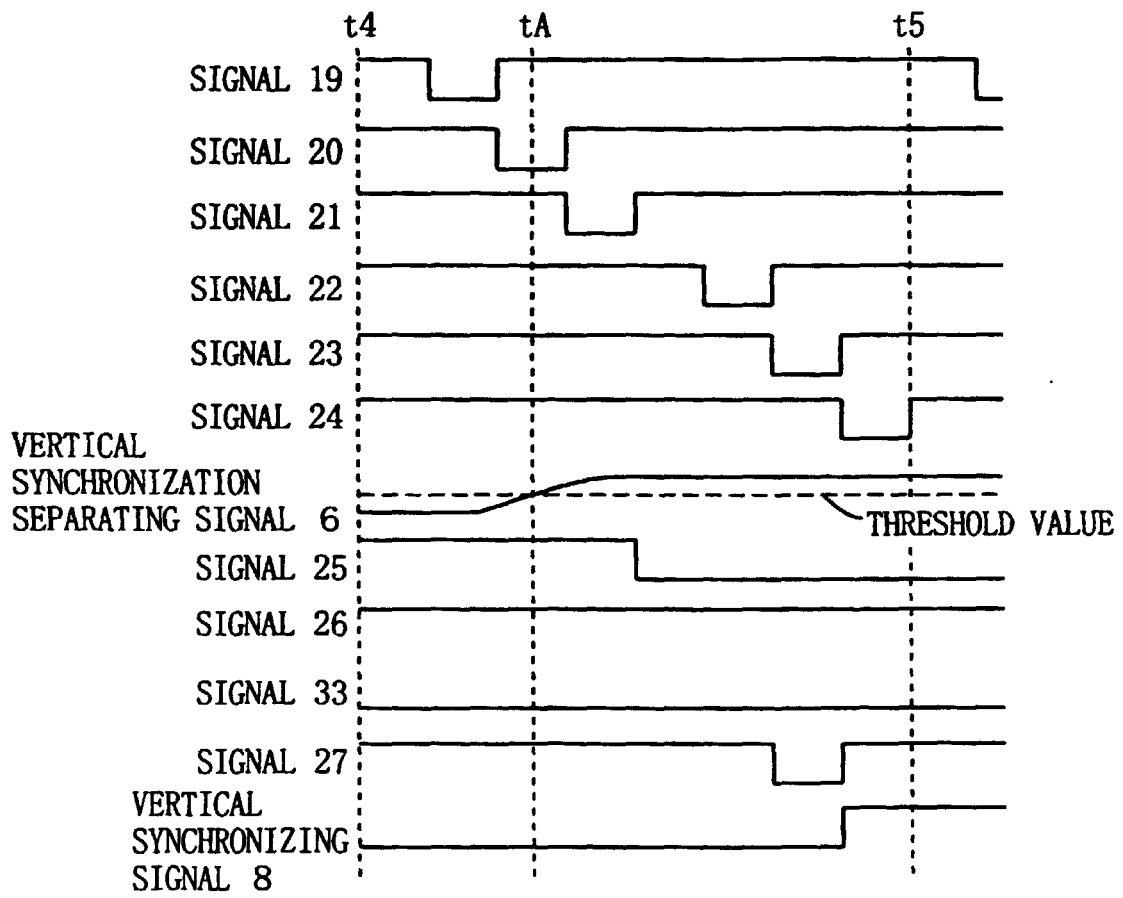 t4 tA t5
SIGNAL 19
SIGNAL 20
SIGNAL 21
SIGNAL 22
SIGNAL 23
SIGNAL 24
VERTICAL
SYNCHRONIZATION
SEPARATING SIGNAL 6
THRESHOLD VALUE
SIGNAL 25
SIGNAL 26
SIGNAL 33
SIGNAL 27
VERTICAL
SYNCHRONIZING
SIGNAL 8